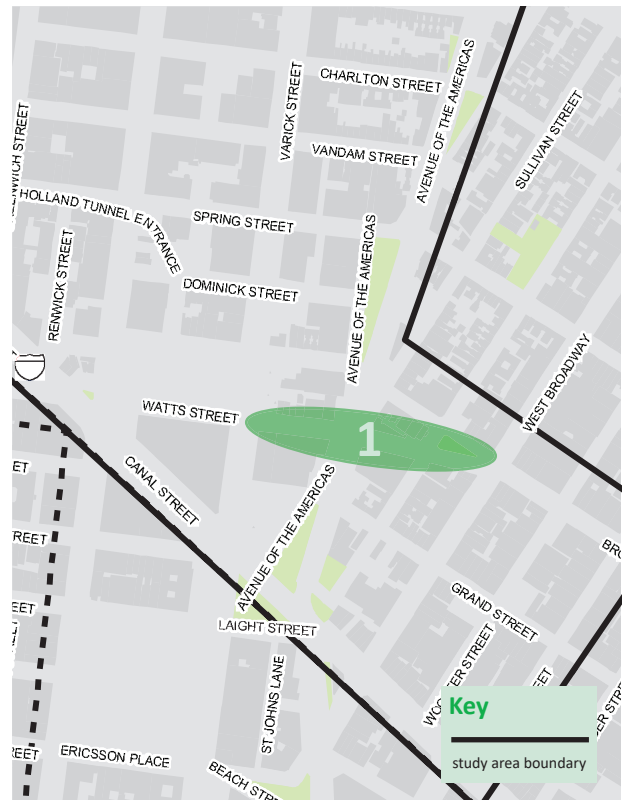 CHARLTON STREET
VARICK STREET
AVENUE OF THE AMERICAS
SULLIVAN STREET
VANDAM STREET
HOLLAND TUNNEL ENTRANCE
SPRING STREET
AVENUE OF THE AMERICAS
RENWICK STREET
DOMINICK STREET
WEST BROADWAY
WATTS STREET
1
CANAL STREET
AVENUE OF THE AMERICAS
GRAND STREET
LAIGHT STREET
ST JOHNS LANE
ERICSSON PLACE
Key
study area boundary